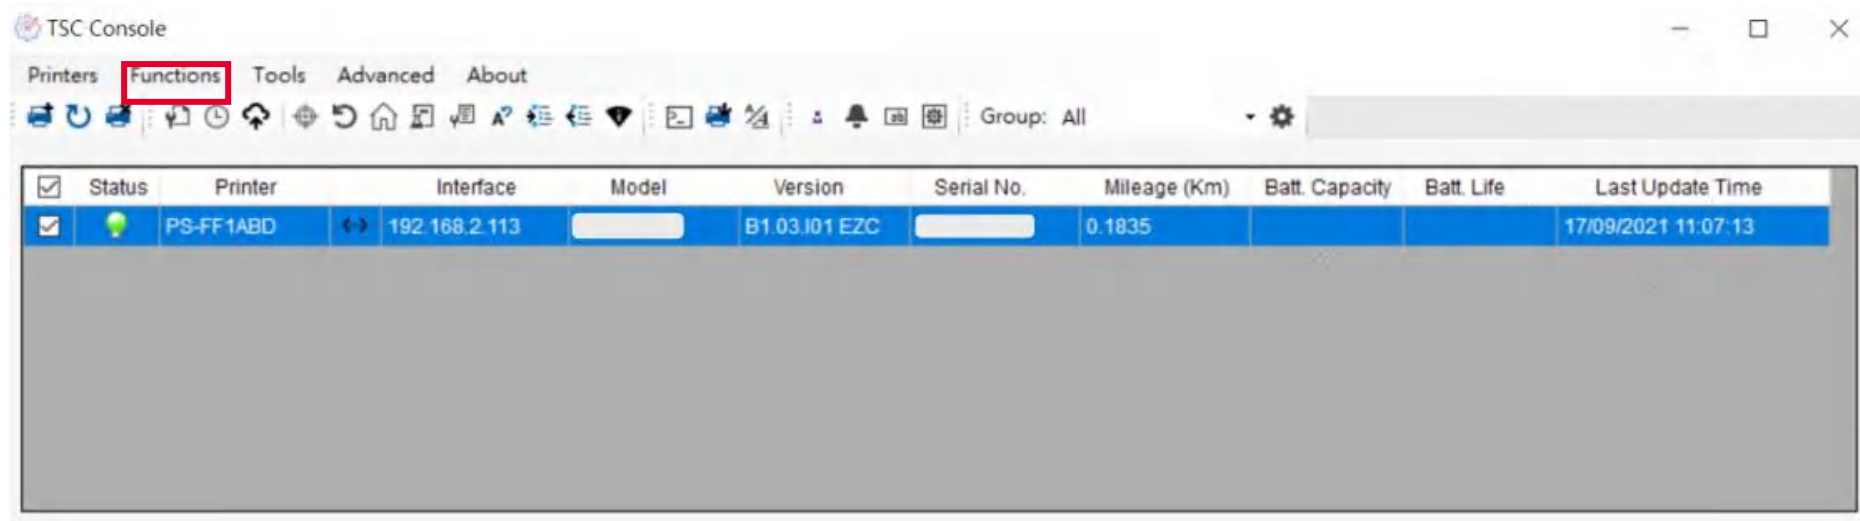 TSC Console
Printers Functions Tools Advanced About
Group: All
Status Printer Interface Model Version Serial No. Mileage (Km) Batt. Capacity Batt. Life Last Update Time
PS-FF1ABD 192.168.2.113 B1.03.I01 EZC 0.1835 17/09/2021 11:07:13